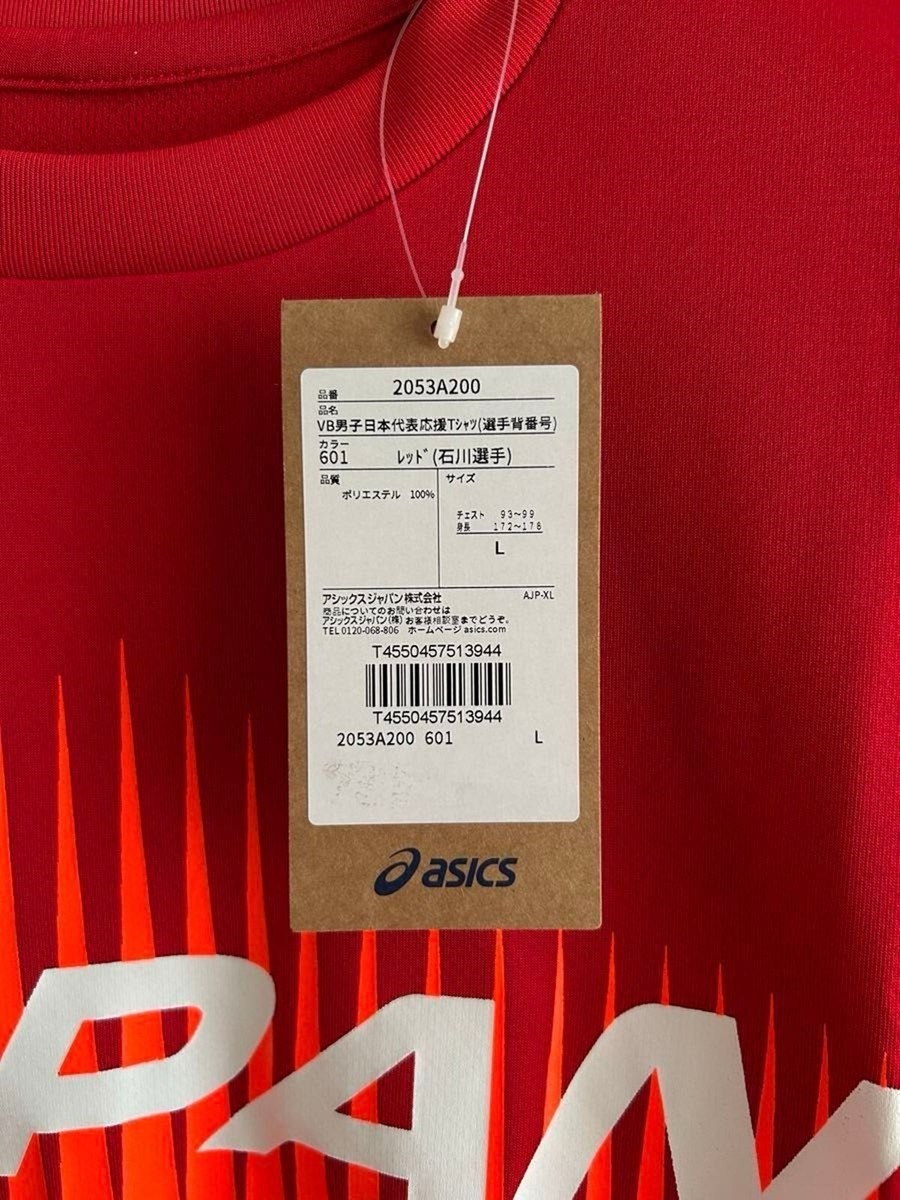 品番 2053A200
品名
VB男子日本代表応援Tシャツ(選手背番号)
カラー
601 レッド(石川選手)
品質
ポリエステル 100%
サイズ
チェスト 93~99
身長 172~178
L
アシックスジャパン株式会社 AJP-XL
商品についてのお問い合わせは
アシックスジャパン(株)お客様相談室までどうぞ。
TEL 0120-068-806 ホームページ asics.com
T4550457513944
T4550457513944
2053A200 601 L
asics
PAN